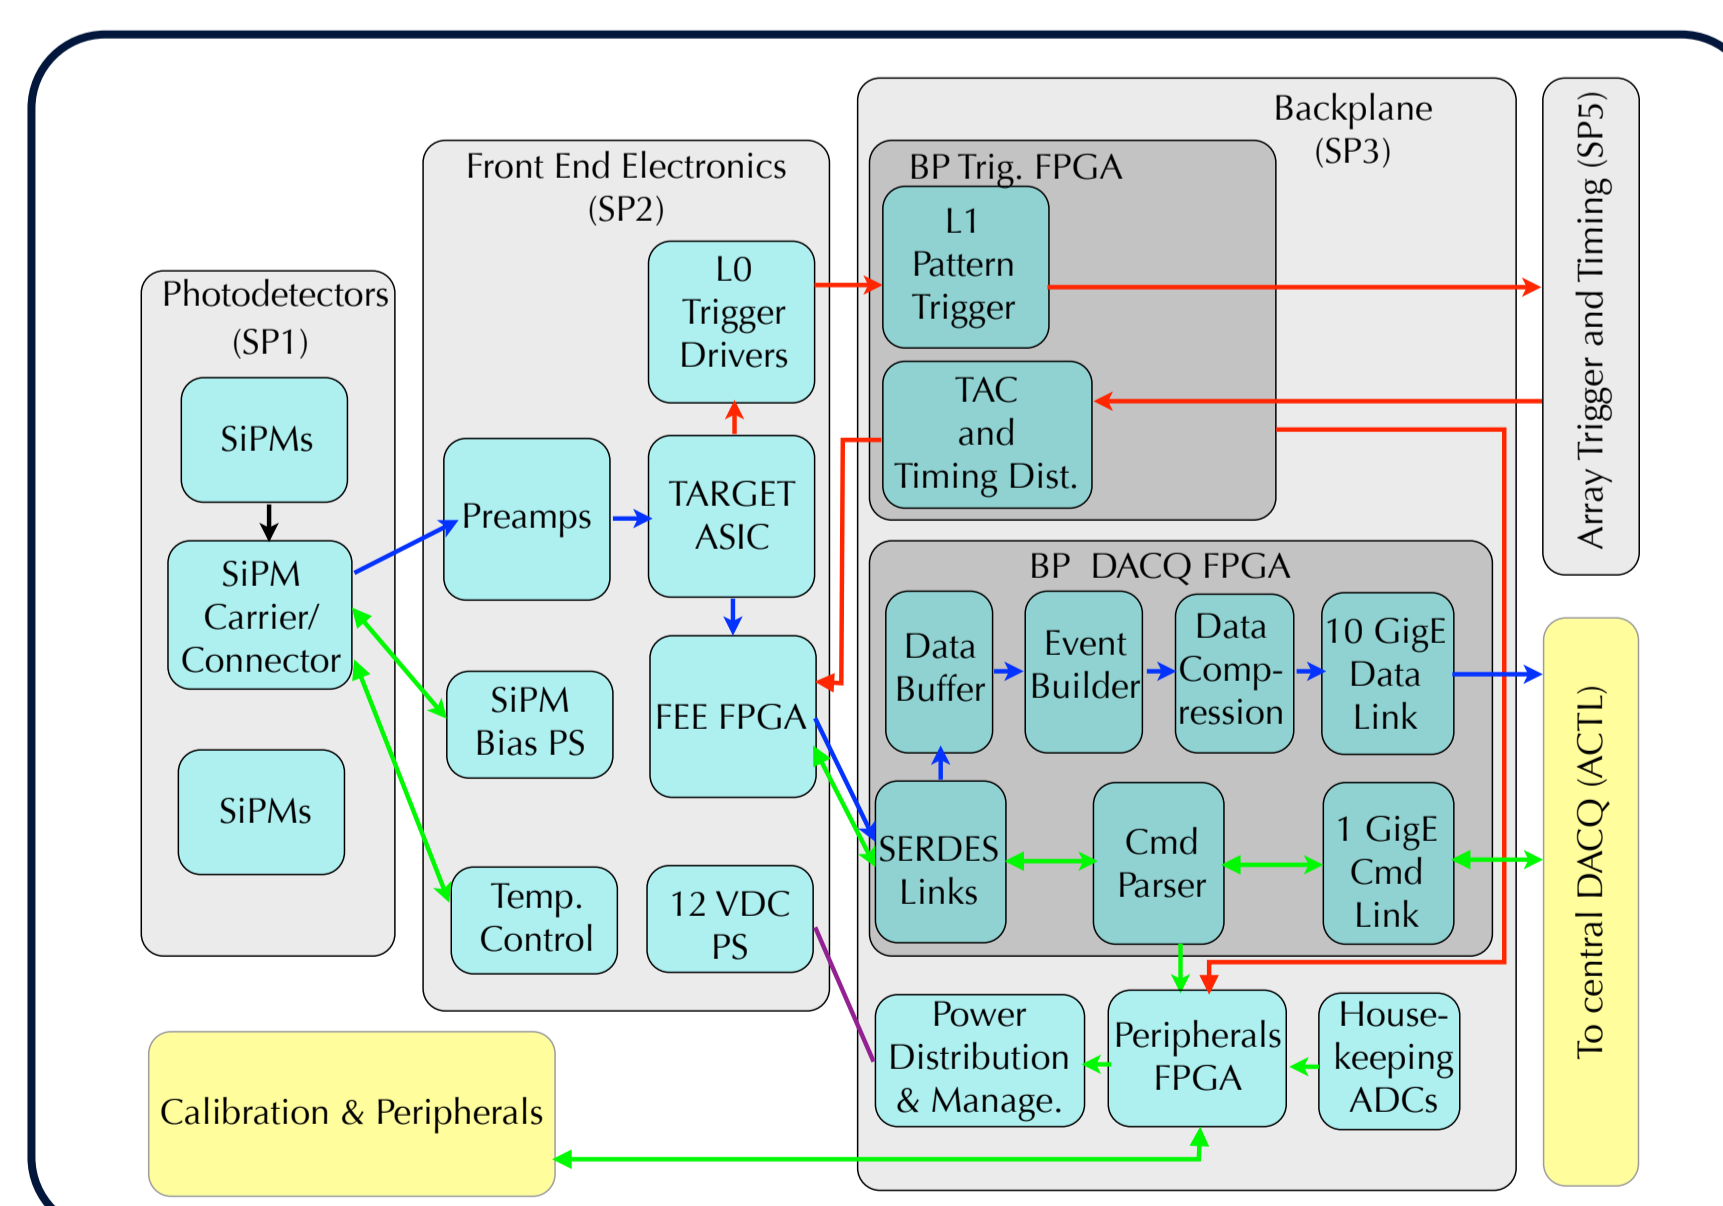 Photodetectors
(SP1)
SiPMs
SiPM
Carrier/
Connector
SiPMs
Front End Electronics
(SP2)
L0
Trigger
Drivers
Preamps
TARGET
ASIC
SiPM
Bias PS
FEE FPGA
Temp.
Control
12 VDC
PS
Backplane
(SP3)
BP Trig. FPGA
L1
Pattern
Trigger
TAC
and
Timing Dist.
BP DACQ FPGA
Data
Buffer
Event
Builder
Data
Comp-
ression
10 GigE
Data
Link
SERDES
Links
Cmd
Parser
1 GigE
Cmd
Link
Power
Distribution
& Manage.
Peripherals
FPGA
House-
keeping
ADCs
Array Trigger and Timing (SP5)
To central DACQ (ACTL)
Calibration & Peripherals